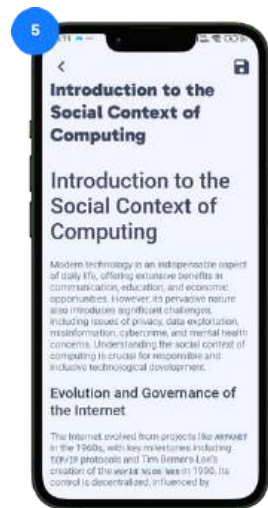 5
Introduction to the
Social Context of
Computing
Introduction to the
Social Context of
Computing
Modern technology is an indispensable aspect
of daily life, offering extensive benefits in
communication, education, and economic
opportunities. However, its pervasive nature
also introduces significant challenges,
including issues of privacy, data exploitation,
misinformation, cybercrime, and mental health
concerns. Understanding the social context of
computing is crucial for responsible and
inclusive technological development.
Evolution and Governance of
the Internet
The Internet evolved from projects like ARPANET
in the 1960s, with key milestones including
TCP/IP protocols and Tim Berners-Lee's
creation of the World Wide Web in 1990. Its
control is decentralized, influenced by